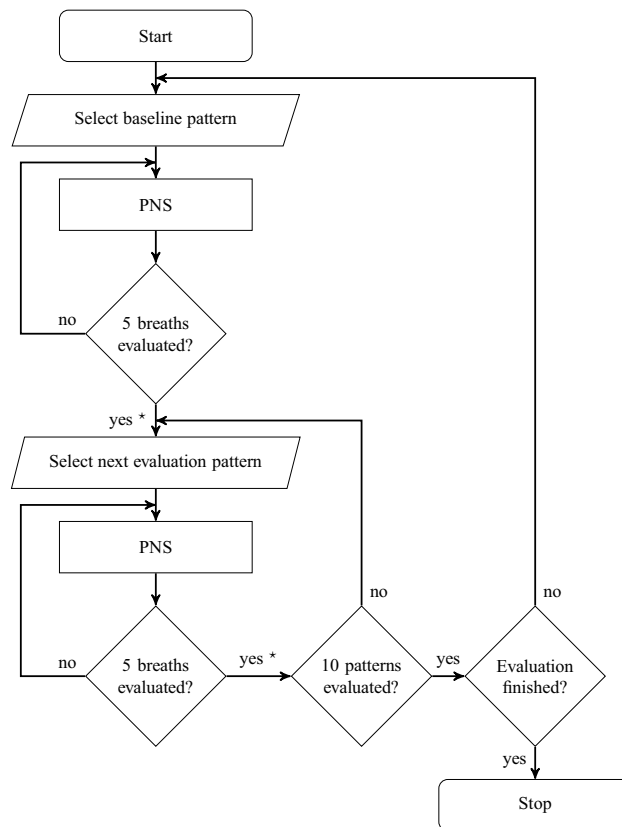 Start
Select baseline pattern
PNS
5 breaths
evaluated?
no
yes *
Select next evaluation pattern
PNS
5 breaths
evaluated?
no
yes *
10 patterns
evaluated?
no
yes
Evaluation
finished?
no
yes
Stop